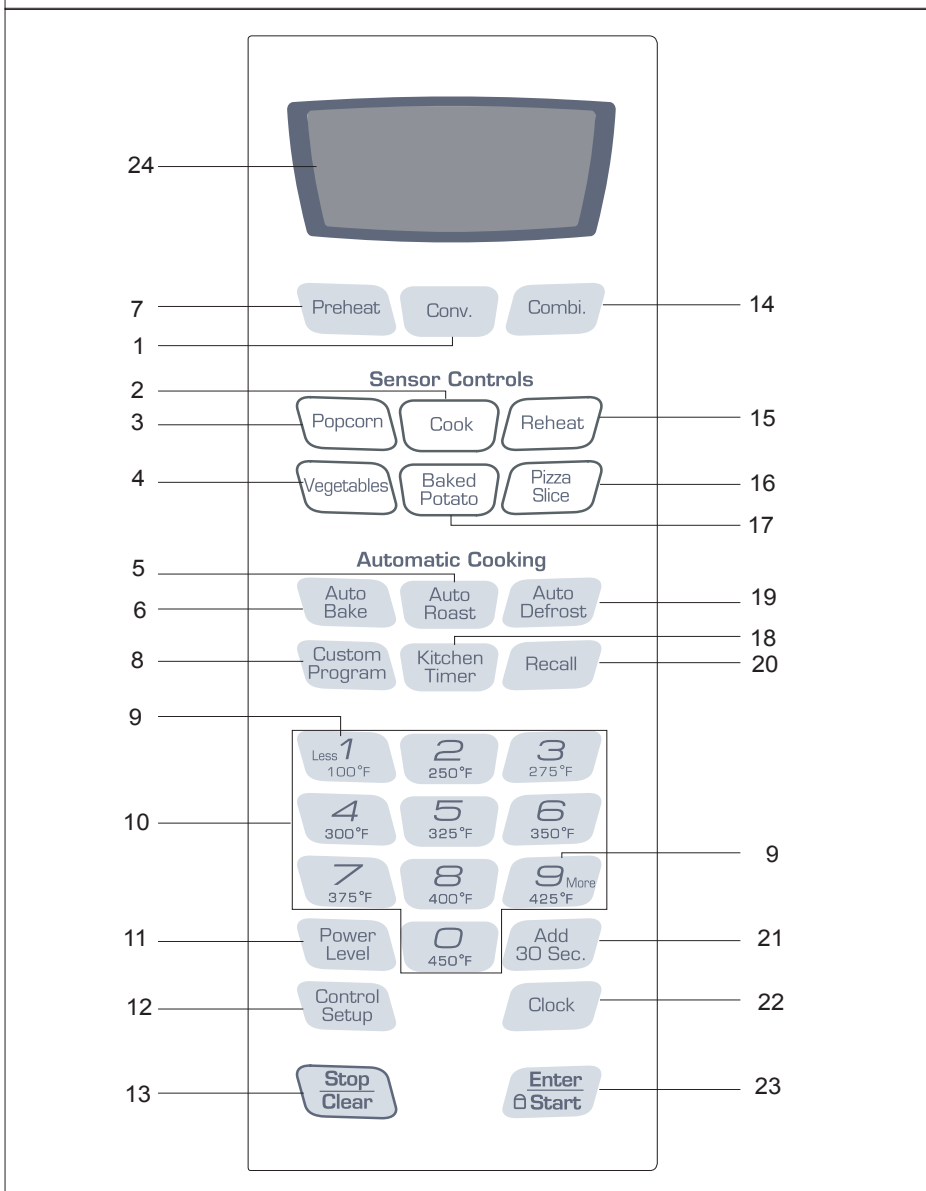 24
7
Preheat
Conv.
Combi.
14
1
Sensor Controls
2
3
Popcorn
Cook
Reheat
15
4
Vegetables
Baked
Potato
Pizza
Slice
16
17
Automatic Cooking
5
6
Auto
Bake
Auto
Roast
Auto
Defrost
19
18
8
Custom
Program
Kitchen
Timer
Recall
20
9
Less 1
100°F
2
250°F
3
275°F
10
4
300°F
5
325°F
6
350°F
9
7
375°F
8
400°F
9 More
425°F
11
Power
Level
0
450°F
Add
30 Sec.
21
12
Control
Setup
Clock
22
13
Stop
Clear
Enter
Start
23